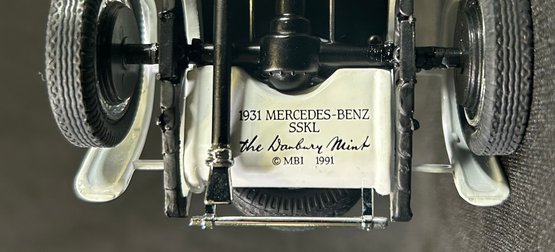 1931 MERCEDES-BENZ
SSKL
the Danbury Mint
© MBI 1991